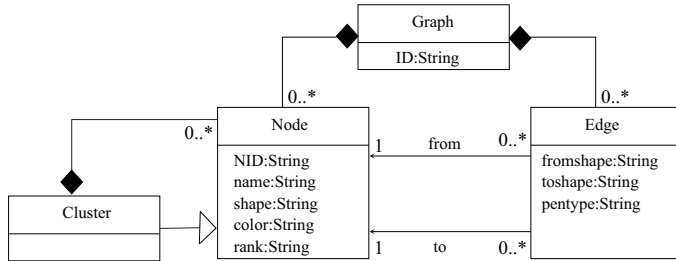 Graph
ID:String
0..*
0..*
0..*
Node
NID:String
name:String
shape:String
color:String
rank:String
1
from
0..*
1
to
0..*
Edge
fromshape:String
toshape:String
pentype:String
Cluster